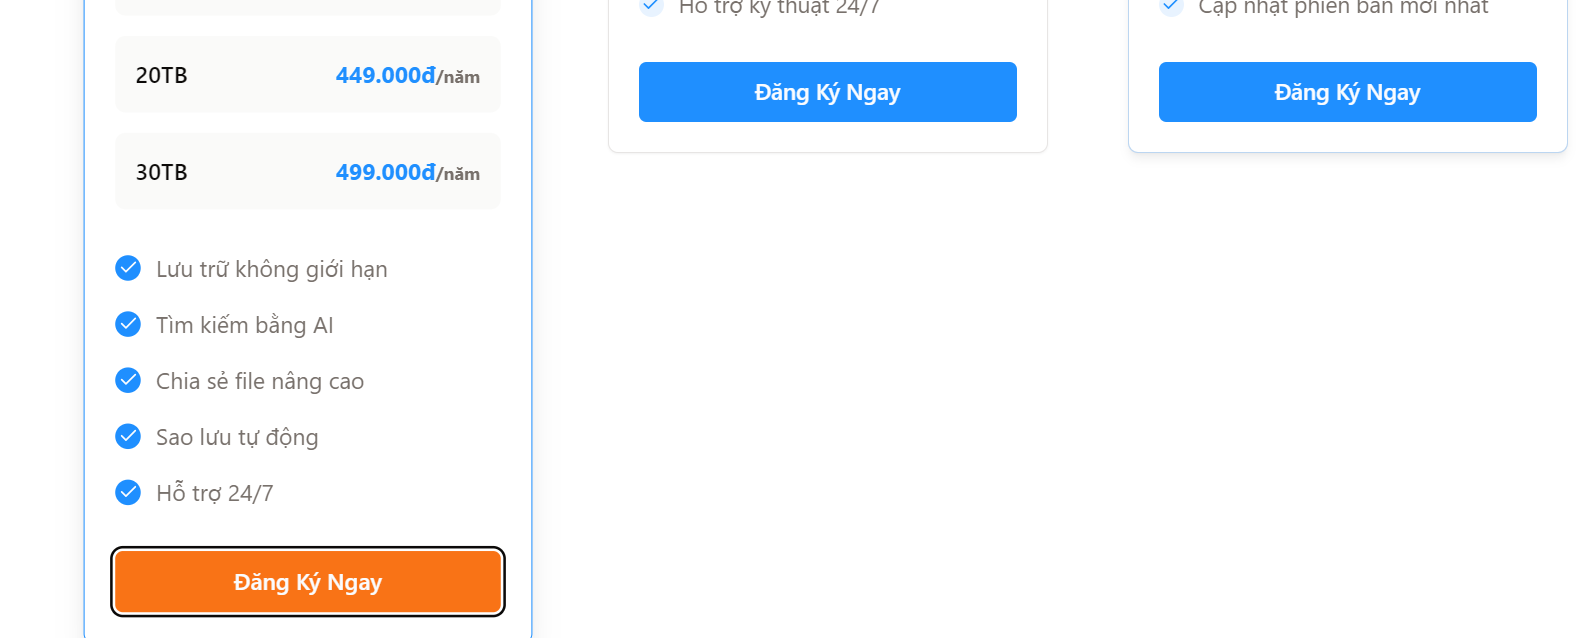 20TB
449.000đ/năm
30TB
499.000đ/năm
Lưu trữ không giới hạn
Tìm kiếm bằng AI
Chia sẻ file nâng cao
Sao lưu tự động
Hỗ trợ 24/7
Đăng Ký Ngay
Hỗ trợ kỹ thuật 24/7
Đăng Ký Ngay
Cập nhật phiên bản mới nhất
Đăng Ký Ngay